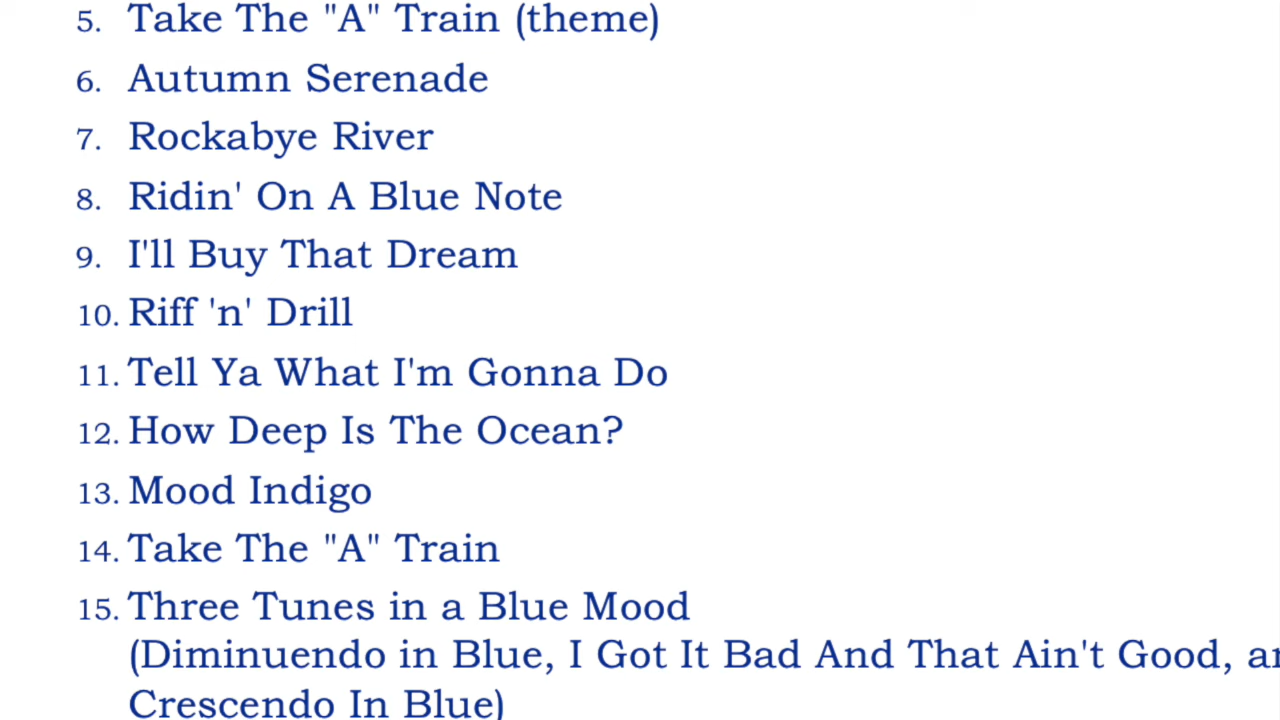 5. Take The "A" Train (theme)
6. Autumn Serenade
7. Rockabye River
8. Ridin' On A Blue Note
9. I'll Buy That Dream
10. Riff 'n' Drill
11. Tell Ya What I'm Gonna Do
12. How Deep Is The Ocean?
13. Mood Indigo
14. Take The "A" Train
15. Three Tunes in a Blue Mood
(Diminuendo in Blue, I Got It Bad And That Ain't Good,
Crescendo In Blue)